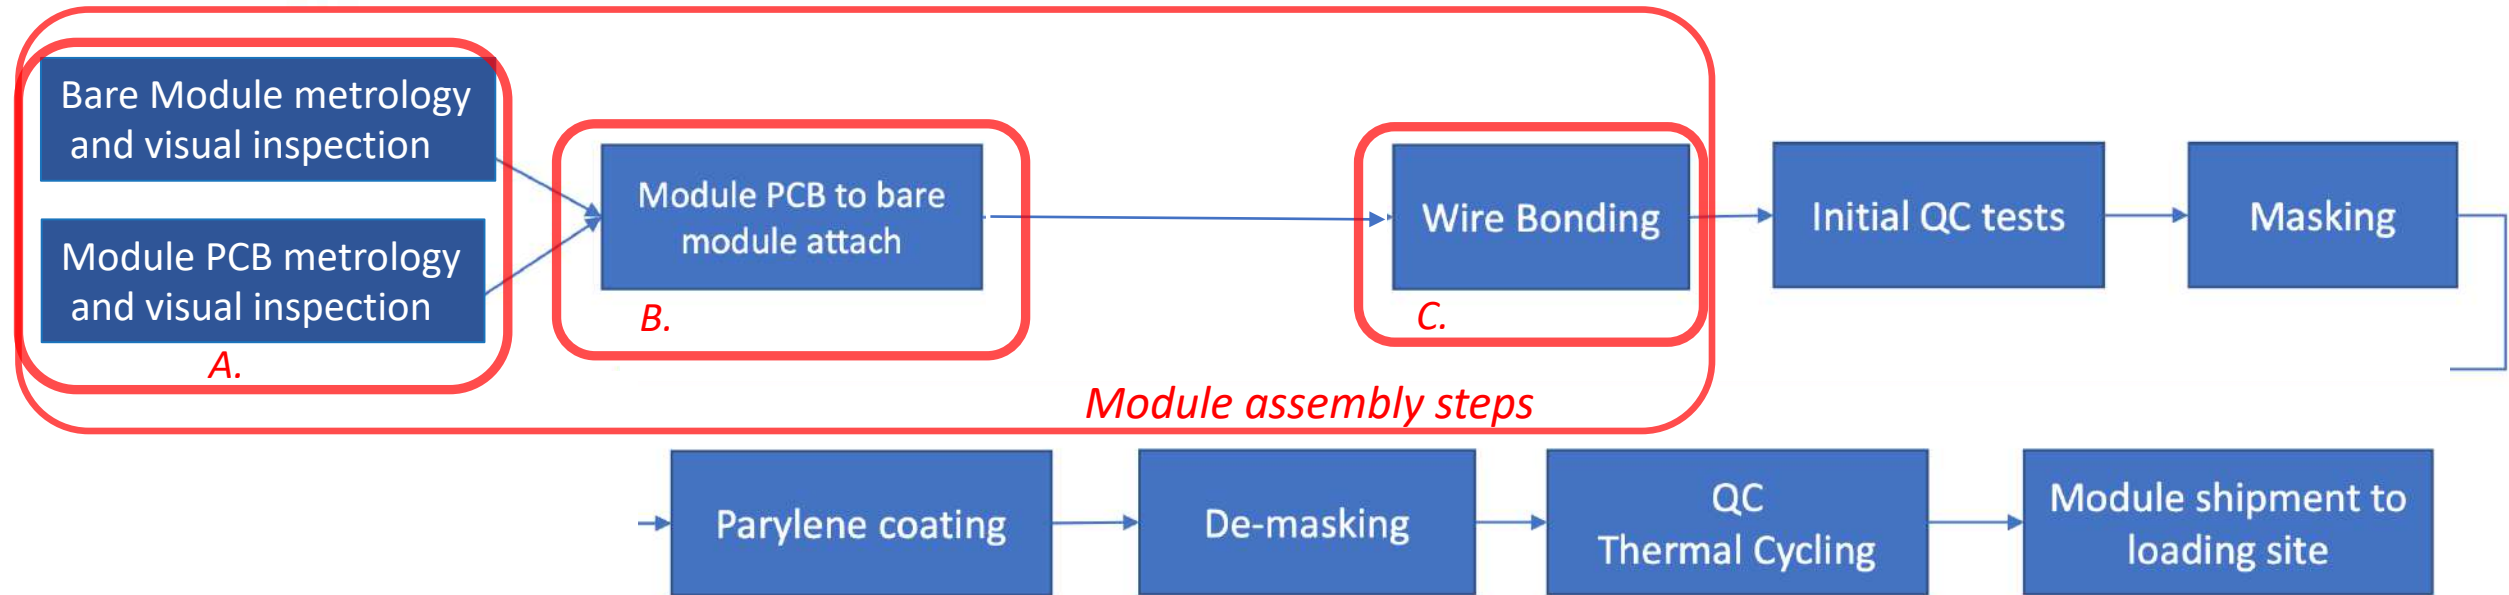 Bare Module metrology
and visual inspection
Module PCB metrology
and visual inspection
A.
Module PCB to bare
module attach
B.
Wire Bonding
C.
Initial QC tests
Masking
Module assembly steps
Parylene coating
De-masking
QC
Thermal Cycling
Module shipment to
loading site